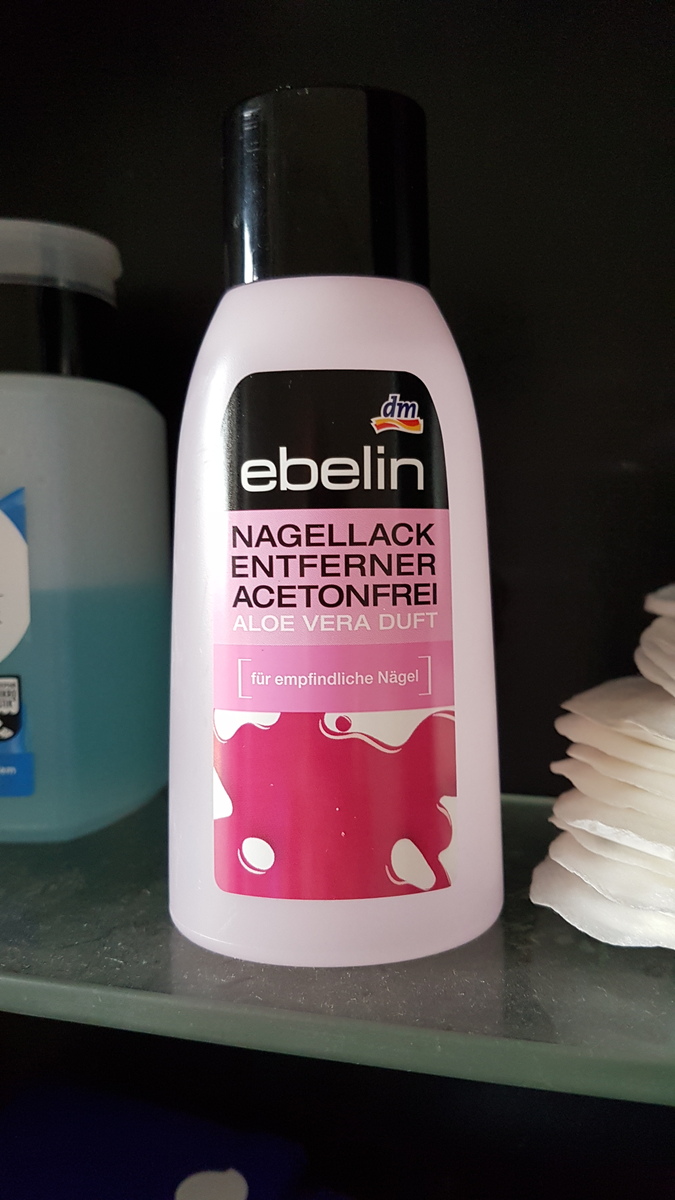 dm
ebelin
NAGELLACK
ENTFERNER
ACETONFREI
ALOE VERA DUFT
[für empfindliche Nägel]